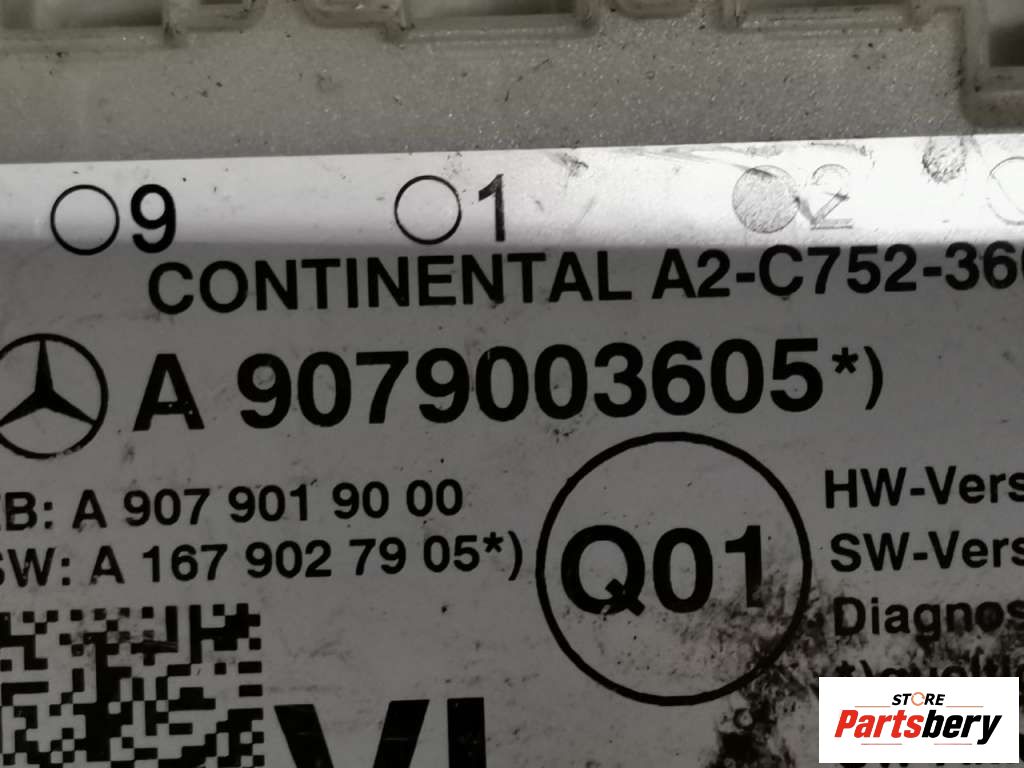 9 1 2
CONTINENTAL A2-C752-36
A 9079003605*)
B: A 907 901 90 00
SW: A 167 902 79 05*)
Q01
HW-Vers
SW-Vers
Diagnos
VI
STORE
Partsbery